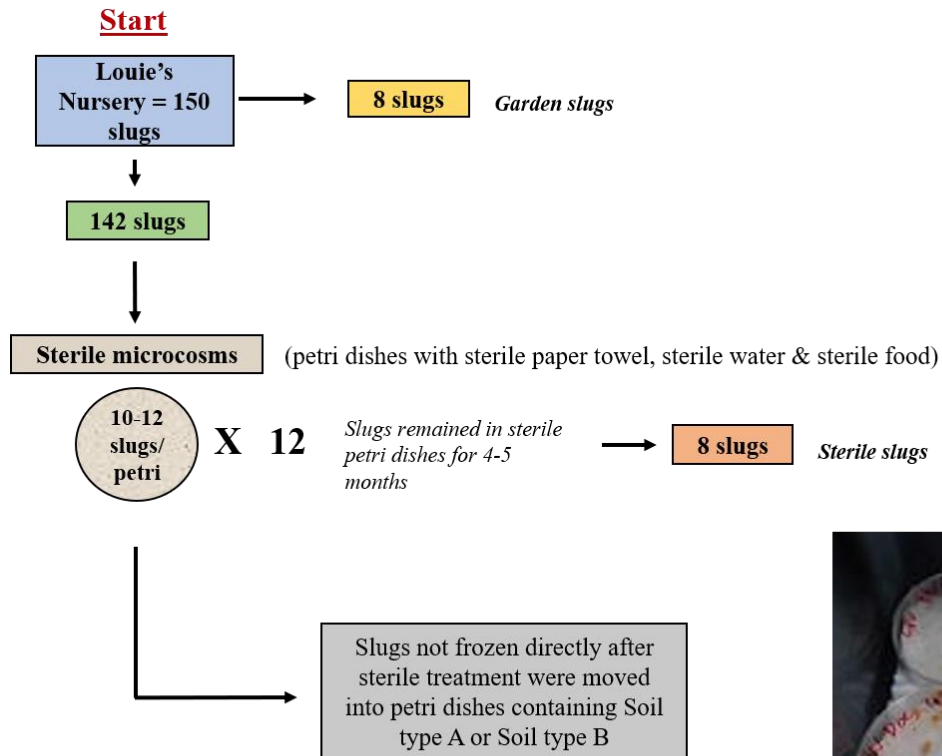 Start
Louie's
Nursery = 150
slugs
8 slugs
Garden slugs
142 slugs
Sterile microcosms
(petri dishes with sterile paper towel, sterile water & sterile food)
10-12
slugs/
petri
X 12
Slugs remained in sterile
petri dishes for 4-5
months
8 slugs
Sterile slugs
Slugs not frozen directly after
sterile treatment were moved
into petri dishes containing Soil
type A or Soil type B